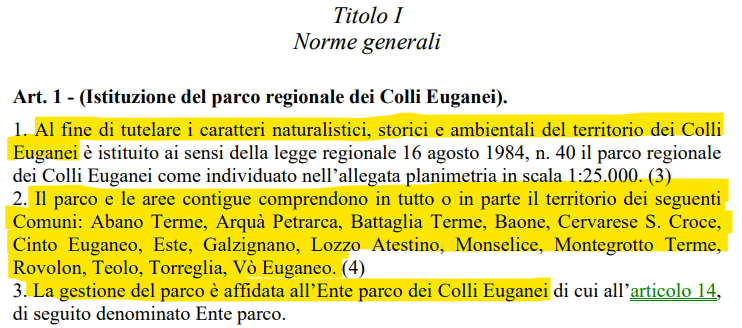 Titolo I
Norme generali
Art. 1 - (Istituzione del parco regionale dei Colli Euganei).
1. Al fine di tutelare i caratteri naturalistici, storici e ambientali del territorio dei Colli
Euganei è istituito ai sensi della legge regionale 16 agosto 1984, n. 40 il parco regionale
dei Colli Euganei come individuato nell'allegata planimetria in scala 1:25.000. (3)
2. Il parco e le aree contigue comprendono in tutto o in parte il territorio dei seguenti
Comuni: Abano Terme, Arquà Petrarca, Battaglia Terme, Baone, Cervarese S. Croce,
Cinto Euganeo, Este, Galzignano, Lozzo Atestino, Monselice, Montegrotto Terme,
Rovolon, Teolo, Torreglia, Vò Euganeo. (4)
3. La gestione del parco è affidata all'Ente parco dei Colli Euganei di cui all'articolo 14,
di seguito denominato Ente parco.